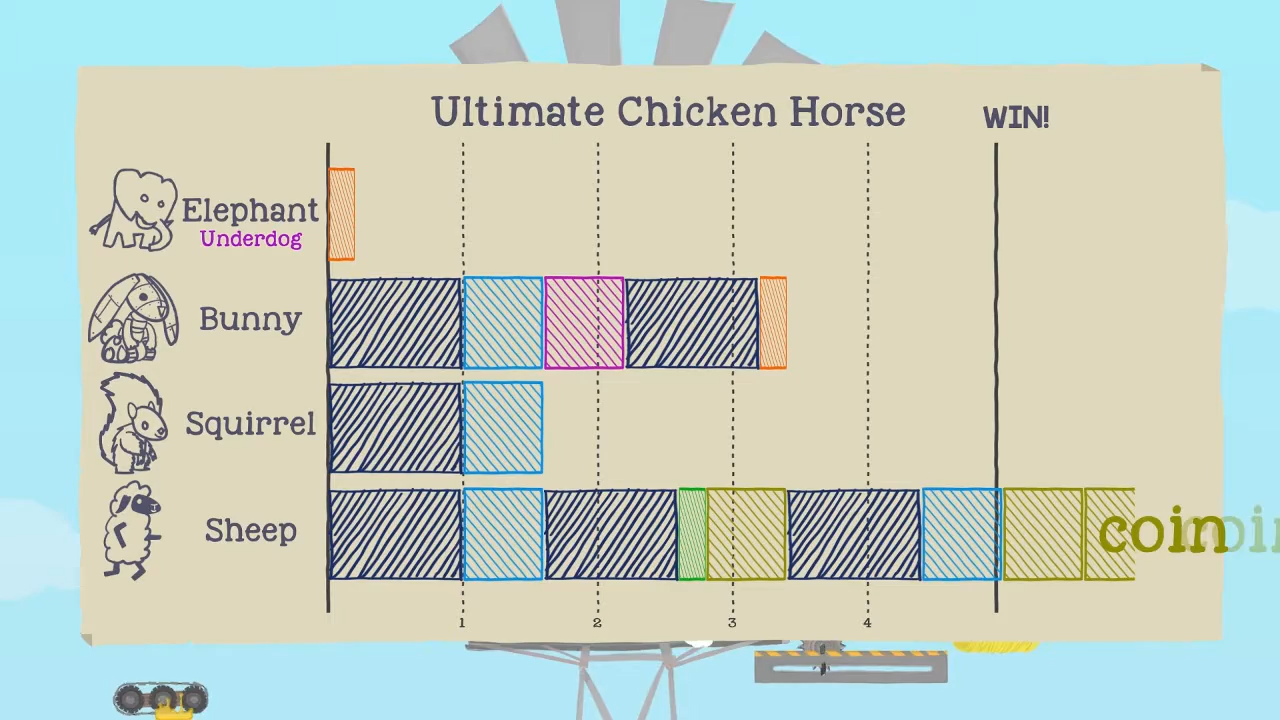 Ultimate Chicken Horse
WIN!
Elephant
Underdog
Bunny
Squirrel
Sheep
coin
1 2 3 4